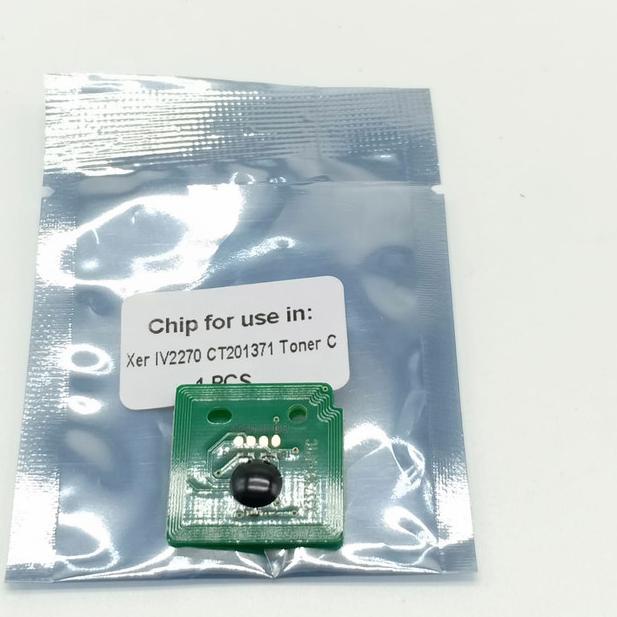 Chip for use in:
Xer IV2270 CT201371 Toner C
1 PCS